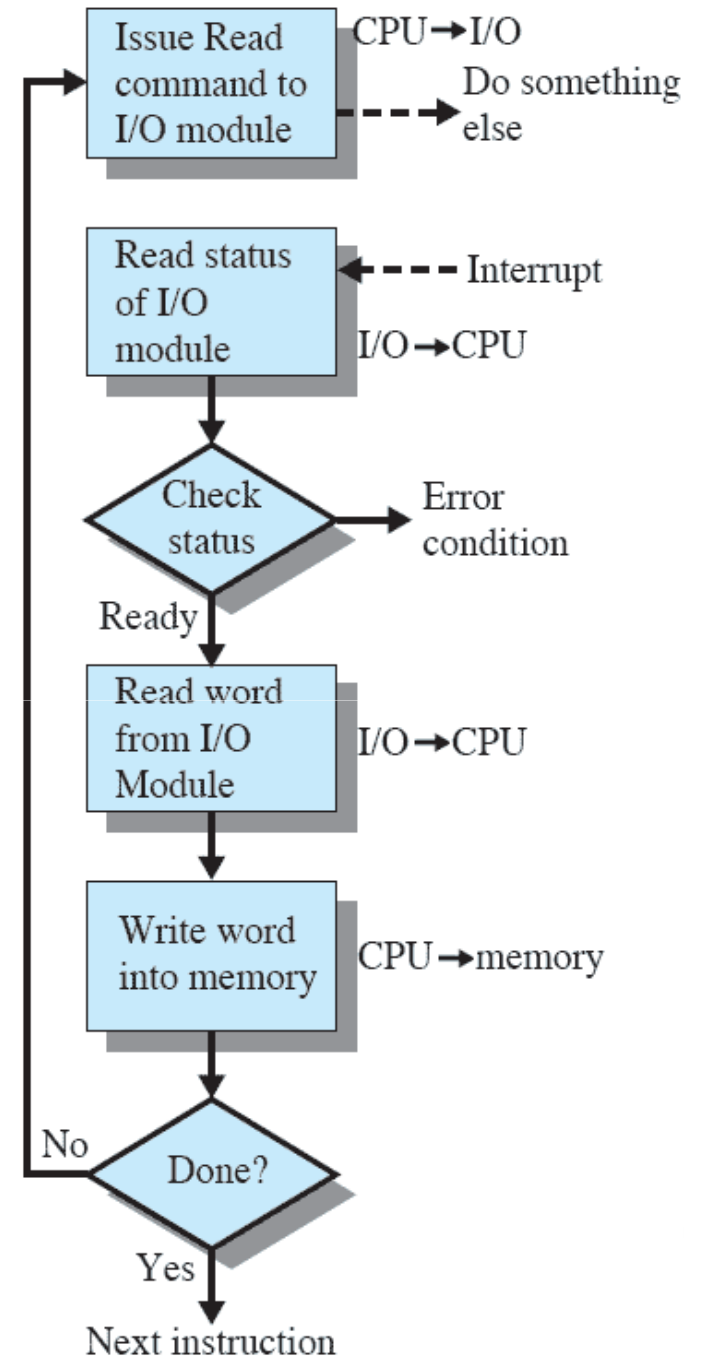 Issue Read
command to
I/O module
CPU→I/O
Do something
else
Read status
of I/O
module
Interrupt
I/O→CPU
Check
status
Error
condition
Ready
Read word
from I/O
Module
I/O→CPU
Write word
into memory
CPU→memory
No
Done?
Yes
Next instruction